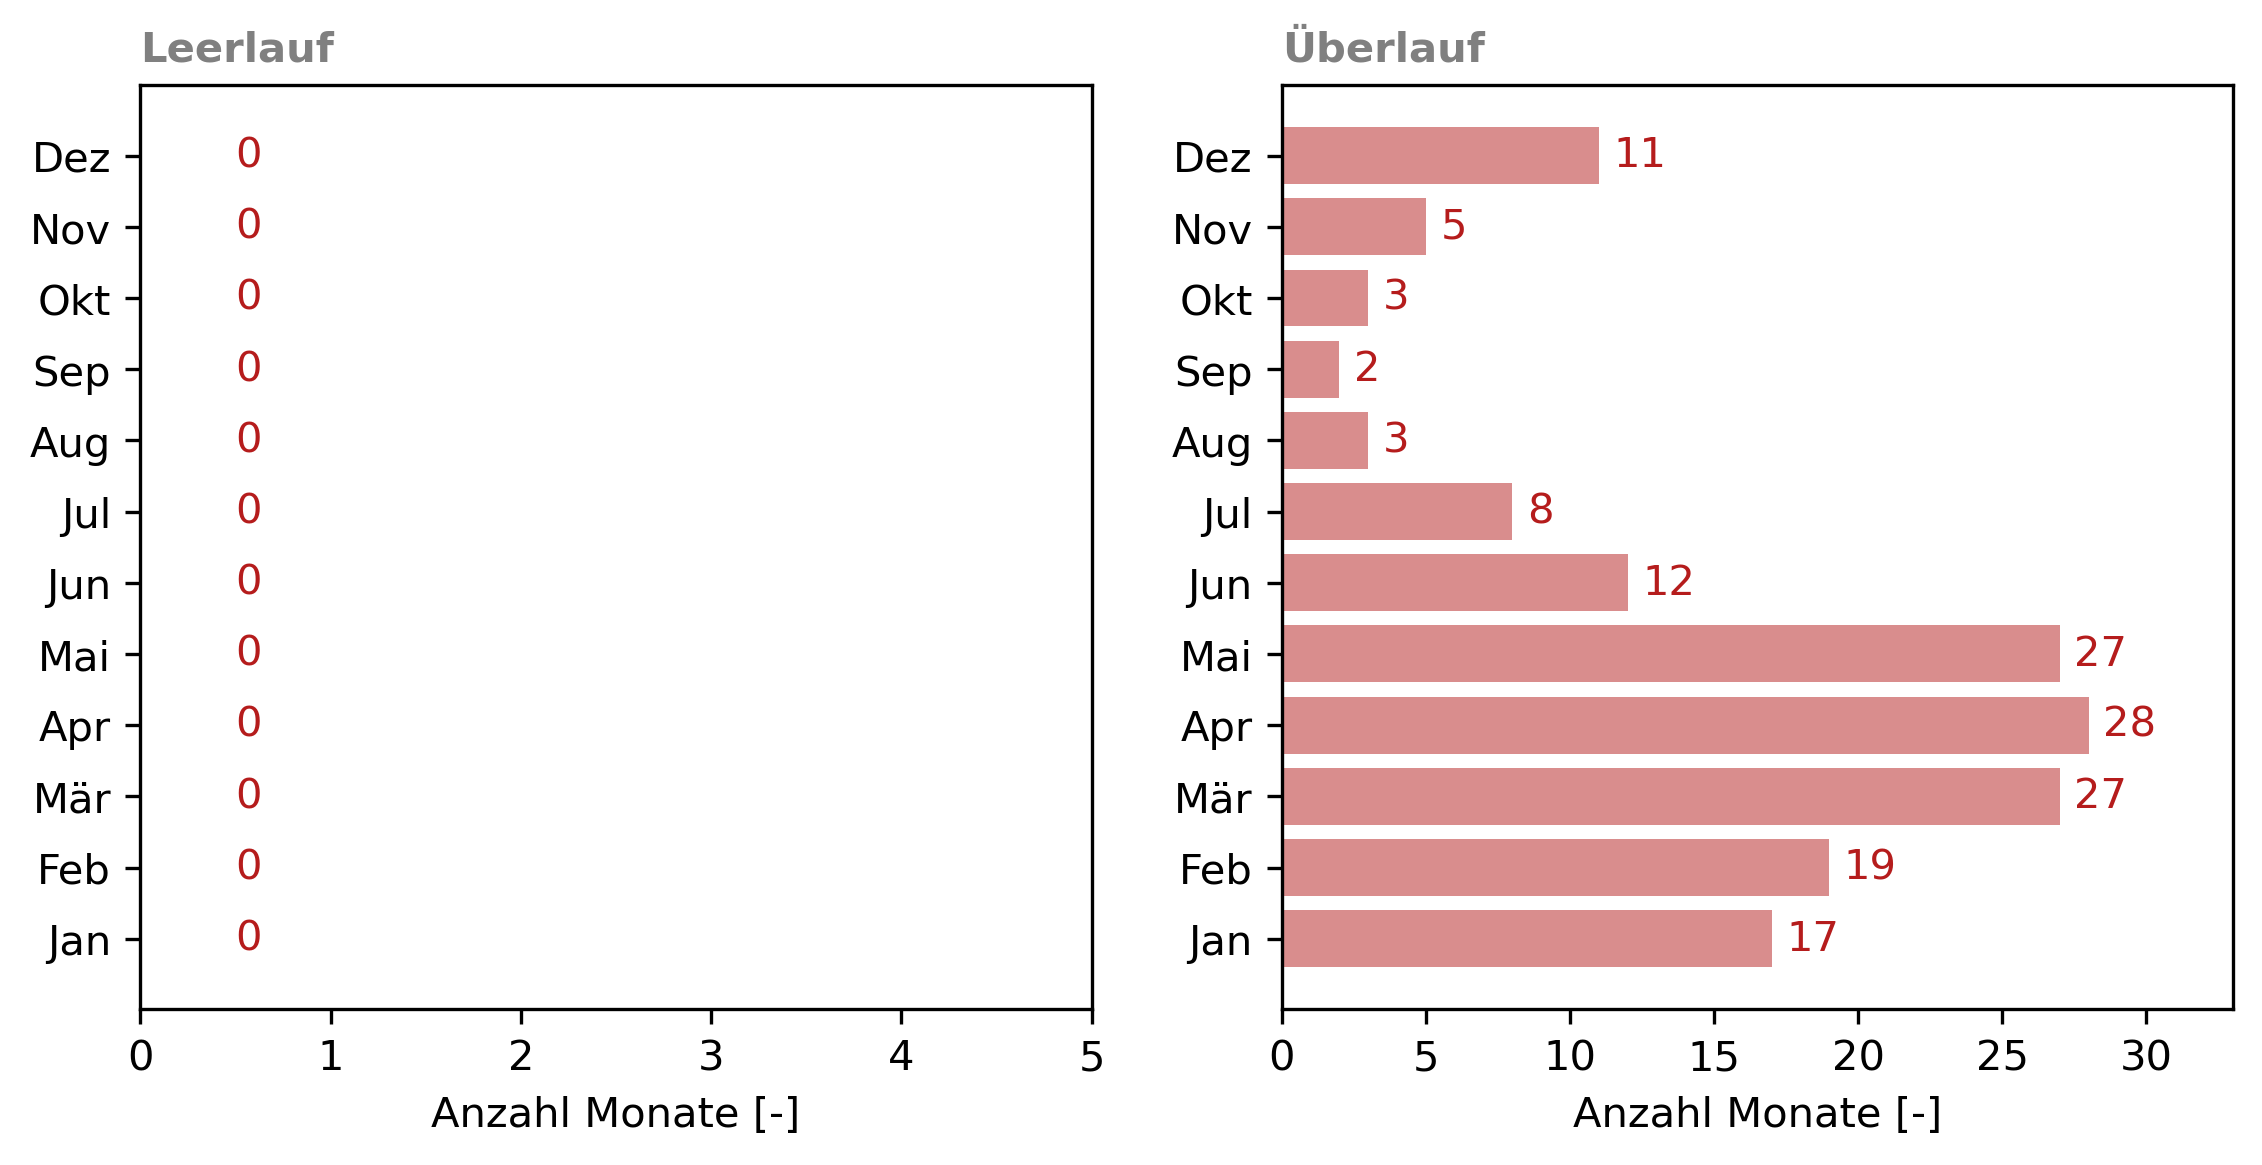 Leerlauf
Dez 0
Nov 0
Okt 0
Sep 0
Aug 0
Jul 0
Jun 0
Mai 0
Apr 0
Mär 0
Feb 0
Jan 0
0 1 2 3 4 5
Anzahl Monate [-]
Überlauf
Dez 11
Nov 5
Okt 3
Sep 2
Aug 3
Jul 8
Jun 12
Mai 27
Apr 28
Mär 27
Feb 19
Jan 17
0 5 10 15 20 25 30
Anzahl Monate [-]